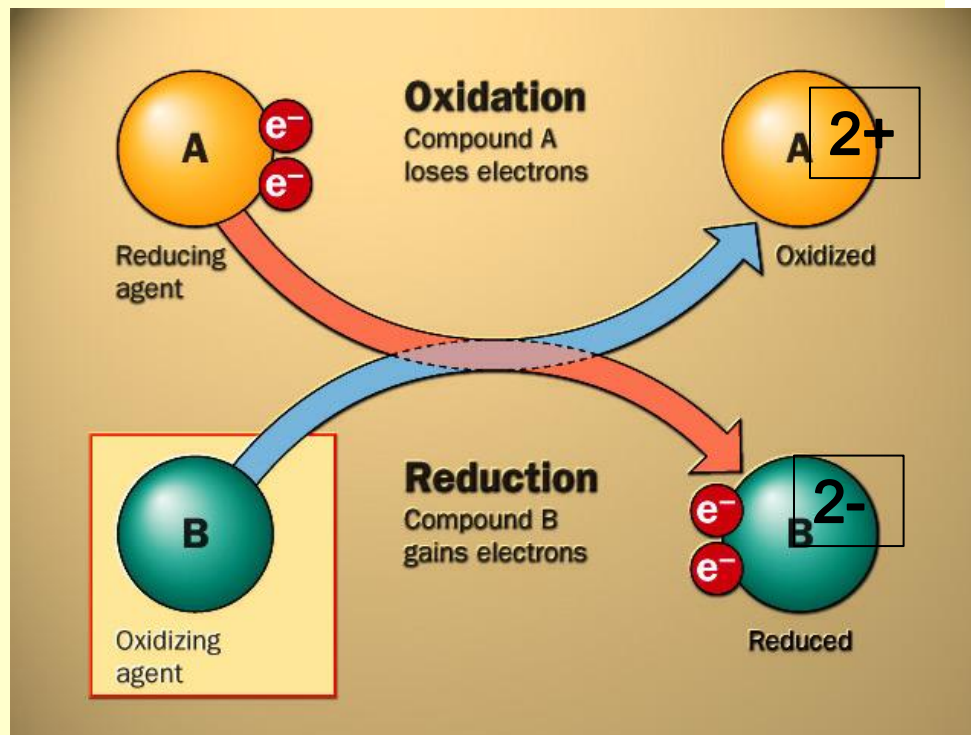 Oxidation
Compound A
loses electrons
A
e⁻
e⁻
A 2+
Reducing
agent
Oxidized
Reduction
Compound B
gains electrons
B
e⁻
e⁻
B 2-
Oxidizing
agent
Reduced